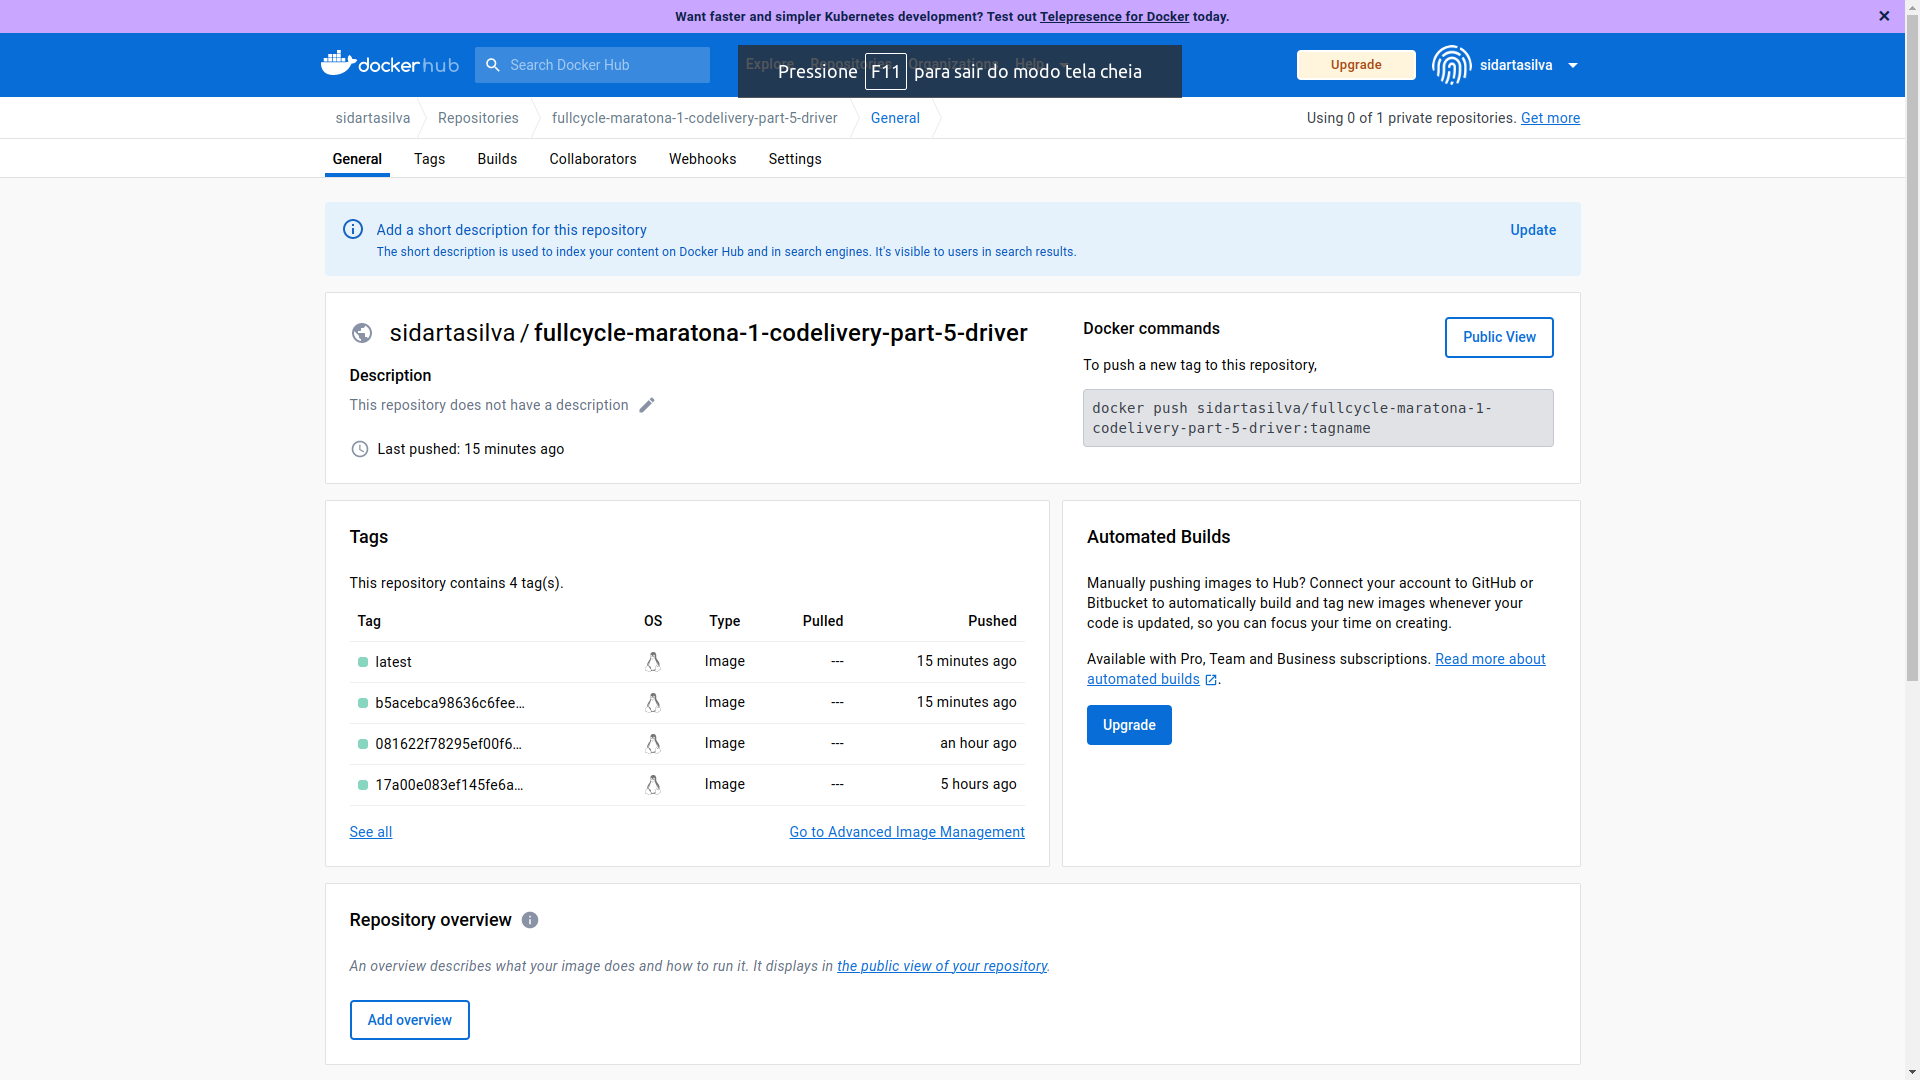 Want faster and simpler Kubernetes development? Test out Telepresence for Docker today.
docker hub
Search Docker Hub
Explore Repositories Organizations Help
Pressione F11 para sair do modo tela cheia
Upgrade
sidartasilva
sidartasilva Repositories fullcycle-maratona-1-codelivery-part-5-driver General
Using 0 of 1 private repositories. Get more
General Tags Builds Collaborators Webhooks Settings
Add a short description for this repository
Update
The short description is used to index your content on Docker Hub and in search engines. It's visible to users in search results.
sidartasilva / fullcycle-maratona-1-codelivery-part-5-driver
Description
This repository does not have a description
Last pushed: 15 minutes ago
Docker commands
Public View
To push a new tag to this repository,
docker push sidartasilva/fullcycle-maratona-1-
codelivery-part-5-driver:tagname
Tags
This repository contains 4 tag(s).
Tag OS Type Pulled Pushed
latest Image --- 15 minutes ago
b5acebca98636c6fee... Image --- 15 minutes ago
081622f78295ef00f6... Image --- an hour ago
17a00e083ef145fe6a... Image --- 5 hours ago
See all
Go to Advanced Image Management
Automated Builds
Manually pushing images to Hub? Connect your account to GitHub or
Bitbucket to automatically build and tag new images whenever your
code is updated, so you can focus your time on creating.
Available with Pro, Team and Business subscriptions. Read more about
automated builds.
Upgrade
Repository overview
An overview describes what your image does and how to run it. It displays in the public view of your repository.
Add overview